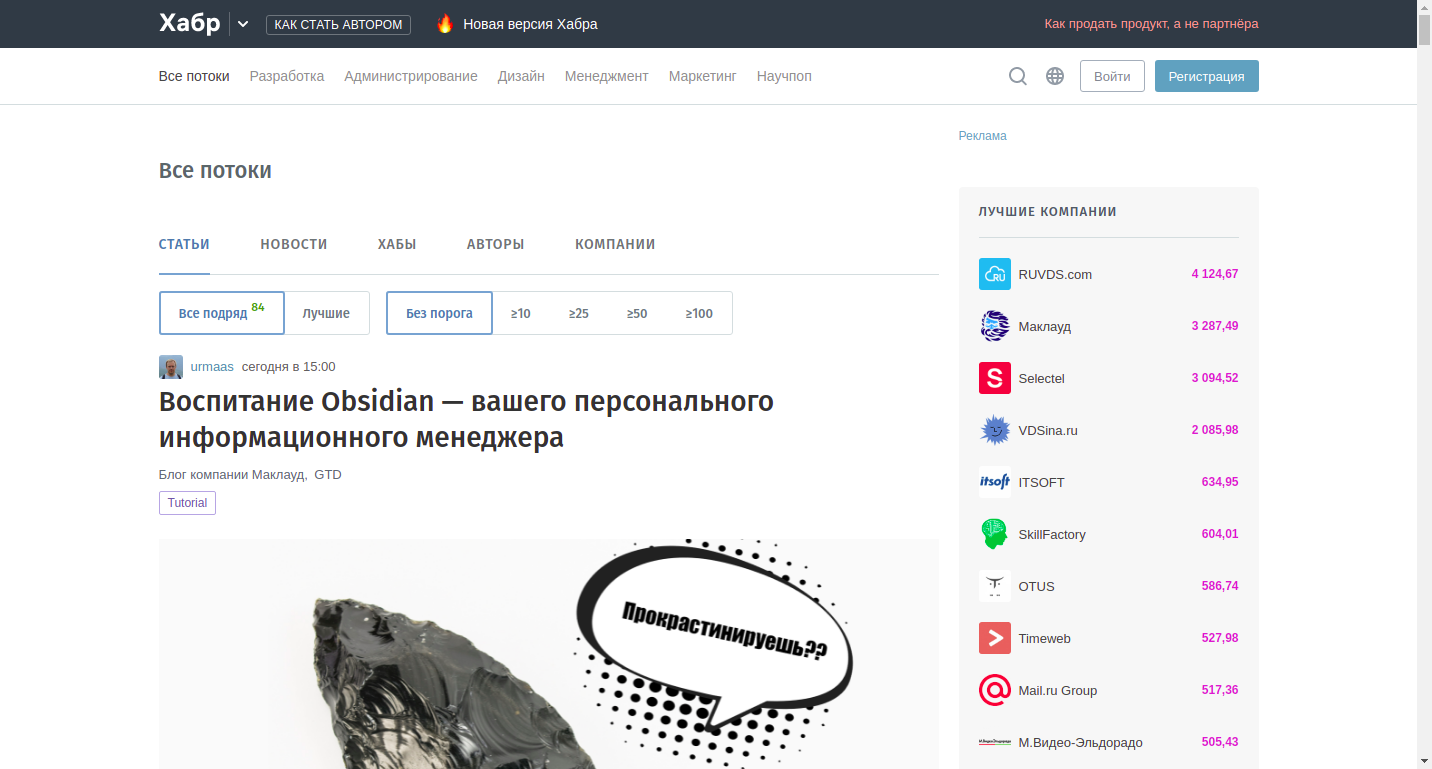 Хабр
КАК СТАТЬ АВТОРОМ
Новая версия Хабра
Как продать продукт, а не партнёра
Все потоки
Разработка
Администрирование
Дизайн
Менеджмент
Маркетинг
Научпоп
Войти
Регистрация
Реклама
Все потоки
СТАТЬИ
НОВОСТИ
ХАБЫ
АВТОРЫ
КОМПАНИИ
Все подряд 84
Лучшие
Без порога
≥10
≥25
≥50
≥100
urmaas сегодня в 15:00
Воспитание Obsidian — вашего персонального
информационного менеджера
Блог компании Маклауд, GTD
Tutorial
Прокрастинируешь??
ЛУЧШИЕ КОМПАНИИ
RU
RUVDS.com 4 124,67
Маклауд 3 287,49
S
Selectel 3 094,52
VDSina.ru 2 085,98
itsoft
ITSOFT 634,95
SkillFactory 604,01
OTUS 586,74
Timeweb 527,98
@
Mail.ru Group 517,36
М.Видео-Эльдорадо 505,43